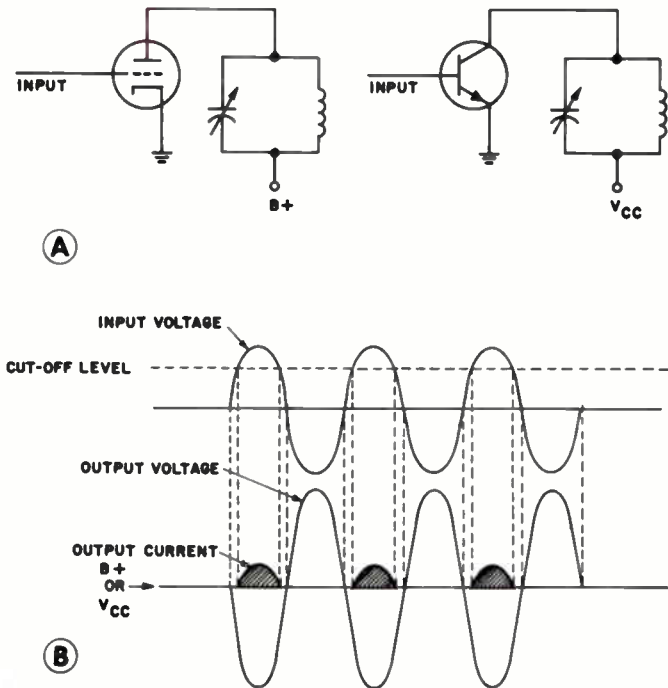 INPUT
B+
INPUT
VCC
A
INPUT VOLTAGE
CUT-OFF LEVEL
OUTPUT VOLTAGE
OUTPUT CURRENT
B+
OR
VCC
B